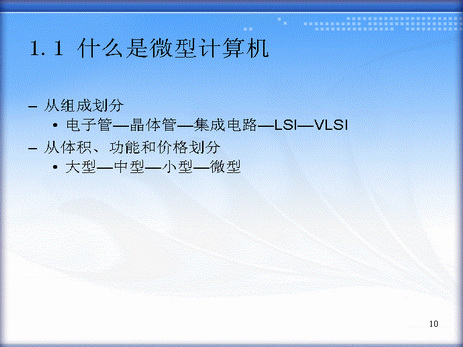 1.1 什么是微型计算机
– 从组成划分
• 电子管—晶体管—集成电路—LSI—VLSI
– 从体积、功能和价格划分
• 大型—中型—小型—微型
10